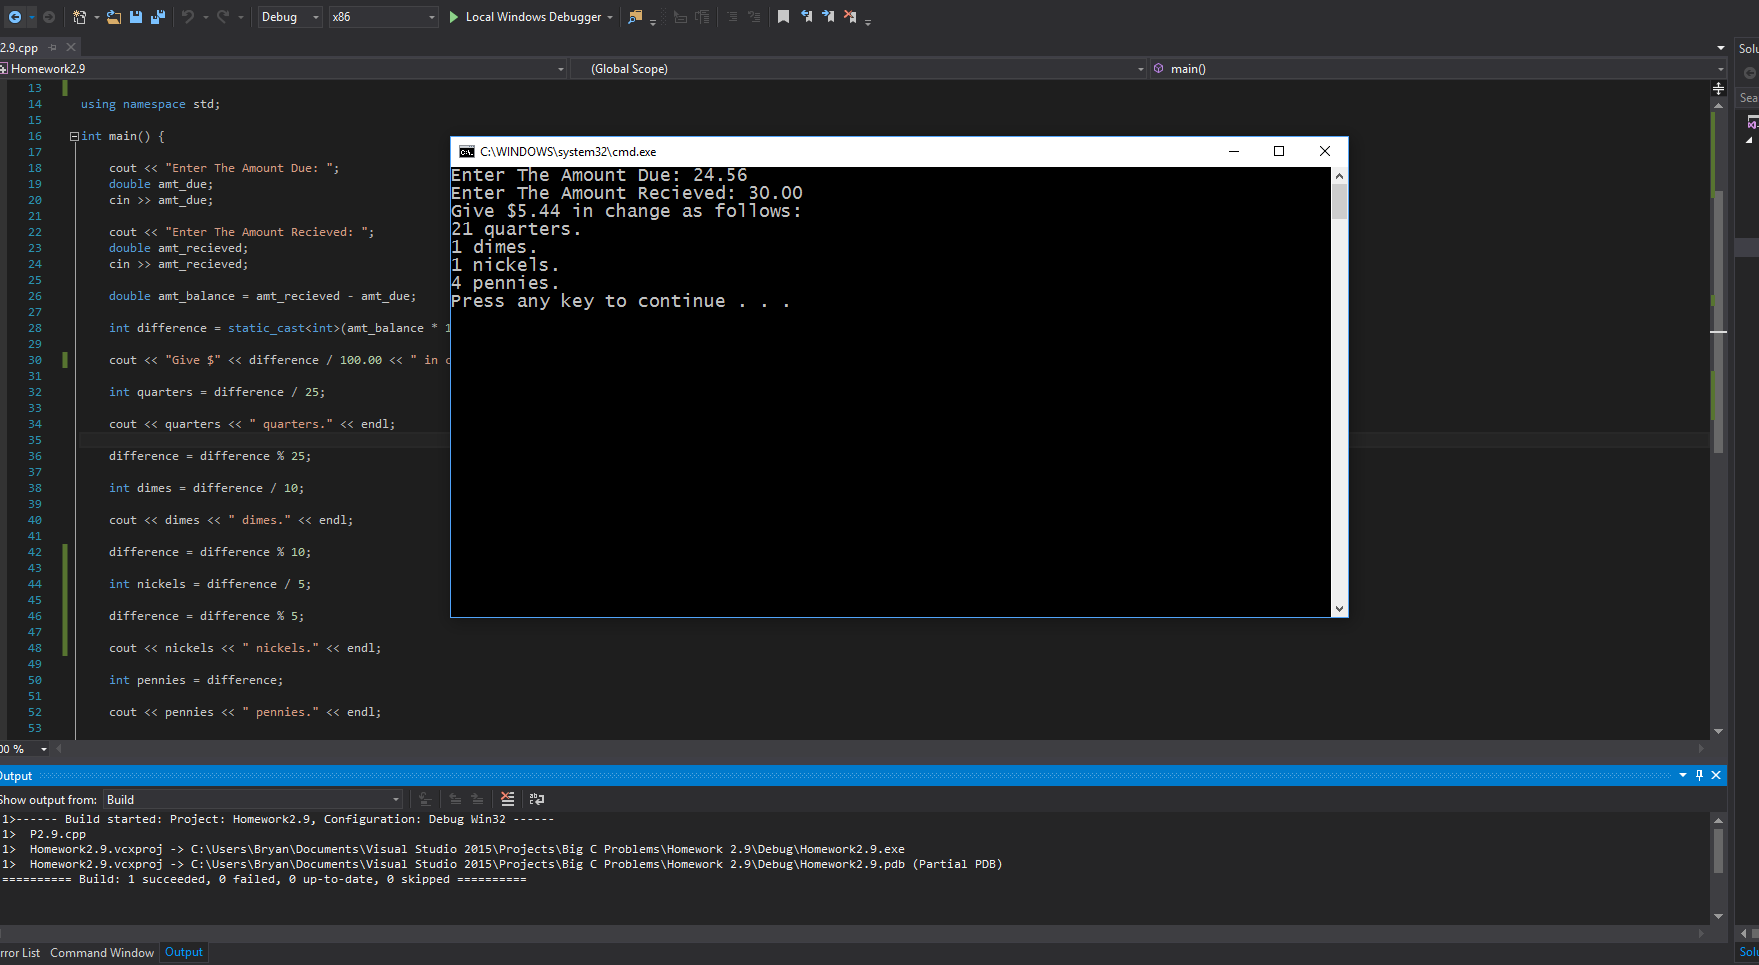 Debug
x86
Local Windows Debugger
2.9.cpp
Homework2.9
(Global Scope)
main()
13
14 using namespace std;
15
16 int main() {
17
18 cout << "Enter The Amount Due: ";
19 double amt_due;
20 cin >> amt_due;
21
22 cout << "Enter The Amount Recieved: ";
23 double amt_recieved;
24 cin >> amt_recieved;
25
26 double amt_balance = amt_recieved - amt_due;
27
28 int difference = static_cast<int>(amt_balance * 1
29
30 cout << "Give $" << difference / 100.00 << " in c
31
32 int quarters = difference / 25;
33
34 cout << quarters << " quarters." << endl;
35
36 difference = difference % 25;
37
38 int dimes = difference / 10;
39
40 cout << dimes << " dimes." << endl;
41
42 difference = difference % 10;
43
44 int nickels = difference / 5;
45
46 difference = difference % 5;
47
48 cout << nickels << " nickels." << endl;
49
50 int pennies = difference;
51
52 cout << pennies << " pennies." << endl;
53
C:\WINDOWS\system32\cmd.exe
Enter The Amount Due: 24.56
Enter The Amount Recieved: 30.00
Give $5.44 in change as follows:
21 quarters.
1 dimes.
1 nickels.
4 pennies.
Press any key to continue . . .
Solu
Sea
00 %
Output
Show output from: Build
1>------ Build started: Project: Homework2.9, Configuration: Debug Win32 ------
1> P2.9.cpp
1> Homework2.9.vcxproj -> C:\Users\Bryan\Documents\Visual Studio 2015\Projects\Big C Problems\Homework 2.9\Debug\Homework2.9.exe
1> Homework2.9.vcxproj -> C:\Users\Bryan\Documents\Visual Studio 2015\Projects\Big C Problems\Homework 2.9\Debug\Homework2.9.pdb (Partial PDB)
========== Build: 1 succeeded, 0 failed, 0 up-to-date, 0 skipped ==========
rror List Command Window Output
Solu